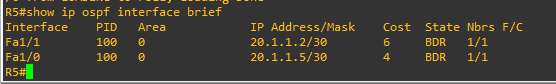 R5#show ip ospf interface brief
Interface    PID   Area            IP Address/Mask    Cost  State Nbrs F/C
Fa1/1        100   0               20.1.1.2/30        6     BDR   1/1
Fa1/0        100   0               20.1.1.5/30        4     BDR   1/1
R5#